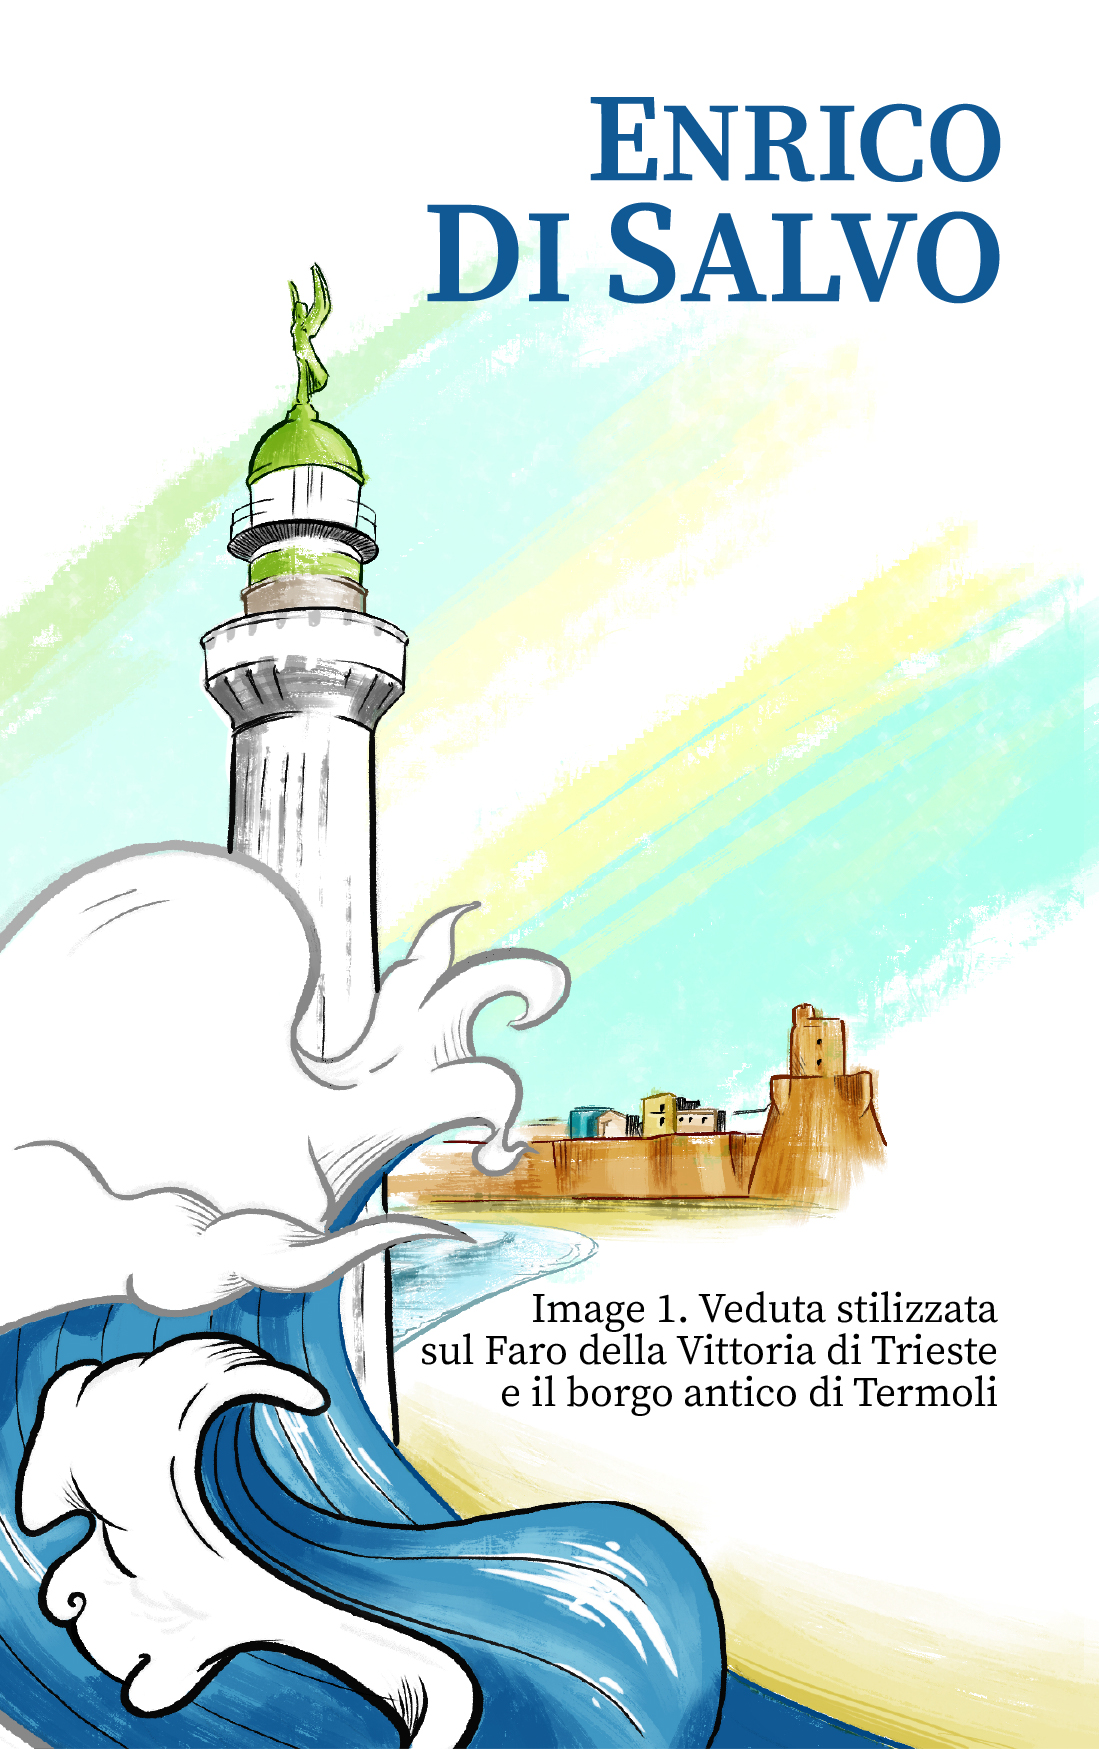 ENRICO
DI SALVO
Image 1. Veduta stilizzata
sul Faro della Vittoria di Trieste
e il borgo antico di Termoli